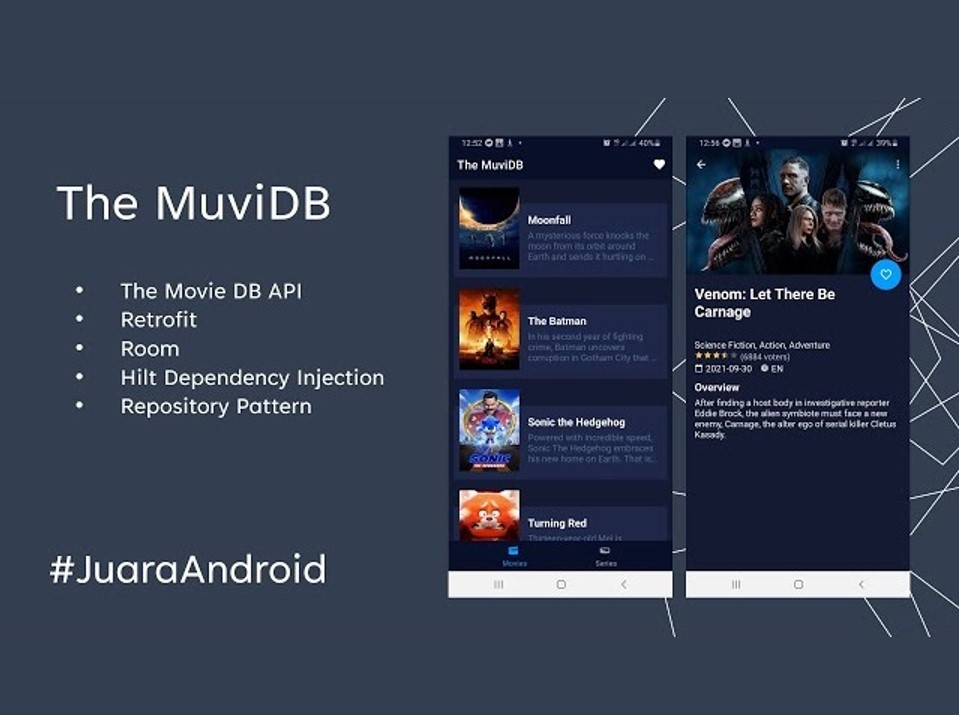 The MuviDB
• The Movie DB API
• Retrofit
• Room
• Hilt Dependency Injection
• Repository Pattern
#JuaraAndroid
12:52
40%
The MuviDB
MOONFALL
Moonfall
A mysterious force knocks the
moon from its orbit around
Earth and sends it hurtling on ...
The Batman
In his second year of fighting
crime, Batman uncovers
corruption in Gotham City that ...
SONIC
Sonic the Hedgehog
Powered with incredible speed,
Sonic The Hedgehog embraces
his new home on Earth. That is...
Turning Red
Thirteen-year-old Mei is
Movies
Series
12:56
39%
Venom: Let There Be
Carnage
Science Fiction, Action, Adventure
(6884 voters)
2021-09-30 EN
Overview
After finding a host body in investigative reporter
Eddie Brock, the alien symbiote must face a new
enemy, Carnage, the alter ego of serial killer Cletus
Kasady.